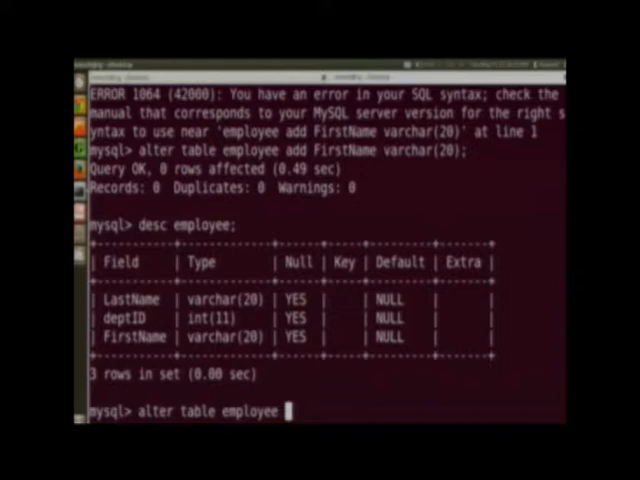 ERROR 1064 (42000): You have an error in your SQL syntax; check the
manual that corresponds to your MySQL server version for the right s
yntax to use near 'employee add FirstName varchar(20)' at line 1
mysql> alter table employee add FirstName varchar(20);
Query OK, 0 rows affected (0.49 sec)
Records: 0  Duplicates: 0  Warnings: 0
mysql> desc employee;
+-----------+-------------+------+-----+---------+-------+
| Field | Type | Null | Key | Default | Extra |
+-----------+-------------+------+-----+---------+-------+
| LastName | varchar(20) | YES | | NULL | |
| deptID | int(11) | YES | | NULL | |
| FirstName | varchar(20) | YES | | NULL | |
+-----------+-------------+------+-----+---------+-------+
3 rows in set (0.00 sec)
mysql> alter table employee